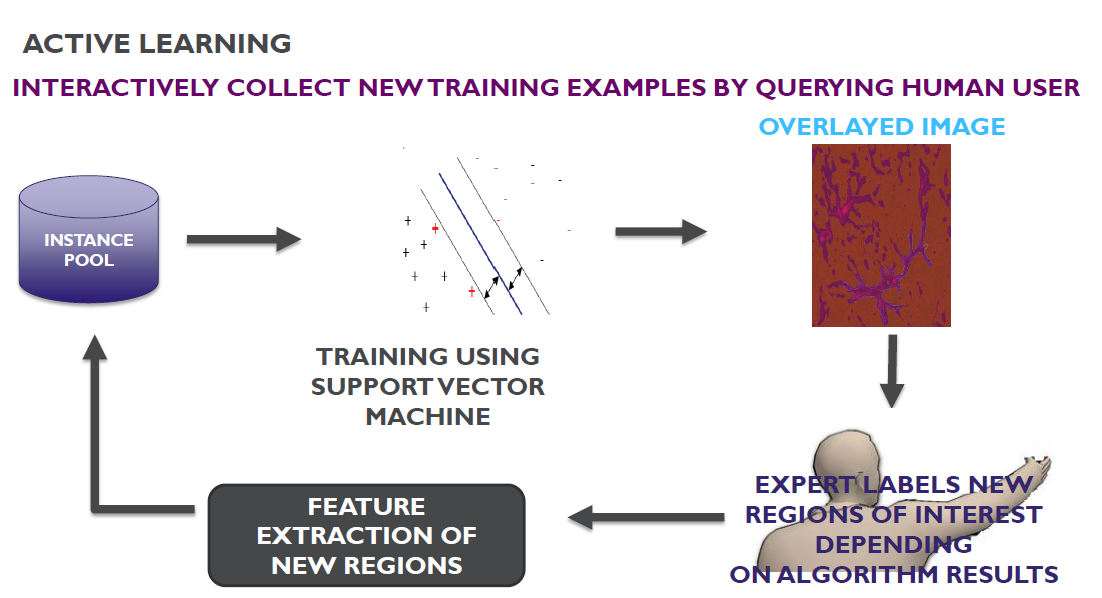 ACTIVE LEARNING
INTERACTIVELY COLLECT NEW TRAINING EXAMPLES BY QUERYING HUMAN USER
OVERLAYED IMAGE
INSTANCE
POOL
TRAINING USING
SUPPORT VECTOR
MACHINE
EXPERT LABELS NEW
REGIONS OF INTEREST
DEPENDING
ON ALGORITHM RESULTS
FEATURE
EXTRACTION OF
NEW REGIONS